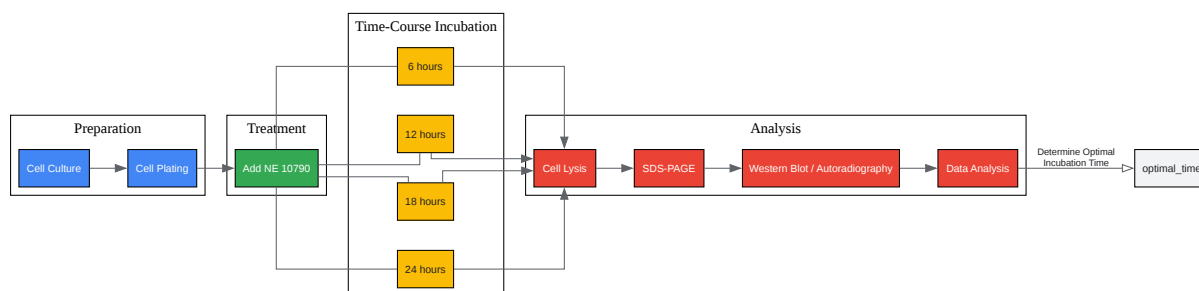 Time-Course Incubation
6 hours
Preparation
Treatment
12 hours
Analysis
Cell Culture
Cell Plating
Add NE 10790
Cell Lysis
SDS-PAGE
Western Blot / Autoradiography
Data Analysis
Determine Optimal
Incubation Time
optimal_time
18 hours
24 hours